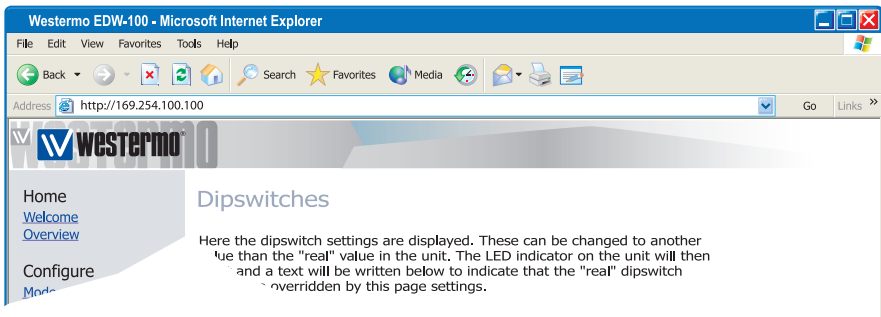 Westermo EDW-100 - Microsoft Internet Explorer
File Edit View Favorites Tools Help
Back Search Favorites Media
Address http://169.254.100.100 Go Links »
westermo
Home
Welcome
Overview
Configure
Dipswitches
Here the dipswitch settings are displayed. These can be changed to another
than the "real" value in the unit. The LED indicator on the unit will then
and a text will be written below to indicate that the "real" dipswitch
overridden by this page settings.